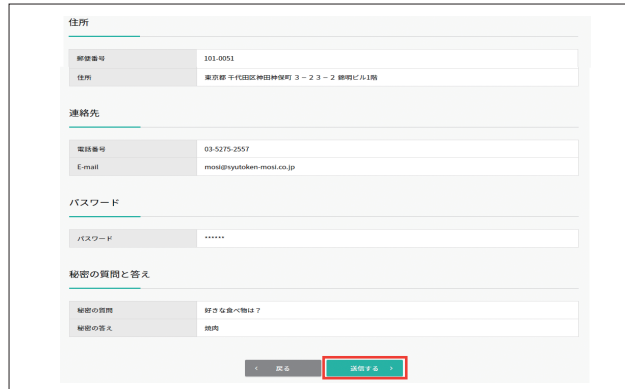 住所
郵便番号 101-0051
住所 東京都 千代田区神田神保町 3 − 2 3 − 2 錦明ビル1階
連絡先
電話番号 03-5275-2557
E-mail mosi@syutoken-mosi.co.jp
パスワード
パスワード ******
秘密の質問と答え
秘密の質問 好きな食べ物は？
秘密の答え 焼肉
‹ 戻る 送信する ›